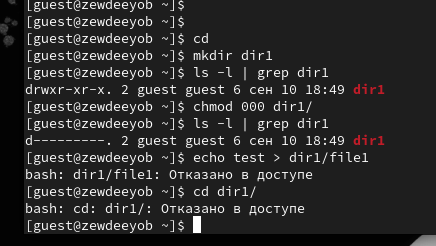 [guest@zewdeeyob ~]$
[guest@zewdeeyob ~]$
[guest@zewdeeyob ~]$ cd
[guest@zewdeeyob ~]$ mkdir dir1
[guest@zewdeeyob ~]$ ls -l | grep dir1
drwxr-xr-x. 2 guest guest 6 сен 10 18:49 dir1
[guest@zewdeeyob ~]$ chmod 000 dir1/
[guest@zewdeeyob ~]$ ls -l | grep dir1
d---------. 2 guest guest 6 сен 10 18:49 dir1
[guest@zewdeeyob ~]$ echo test > dir1/file1
bash: dir1/file1: Отказано в доступе
[guest@zewdeeyob ~]$ cd dir1/
bash: cd: dir1/: Отказано в доступе
[guest@zewdeeyob ~]$